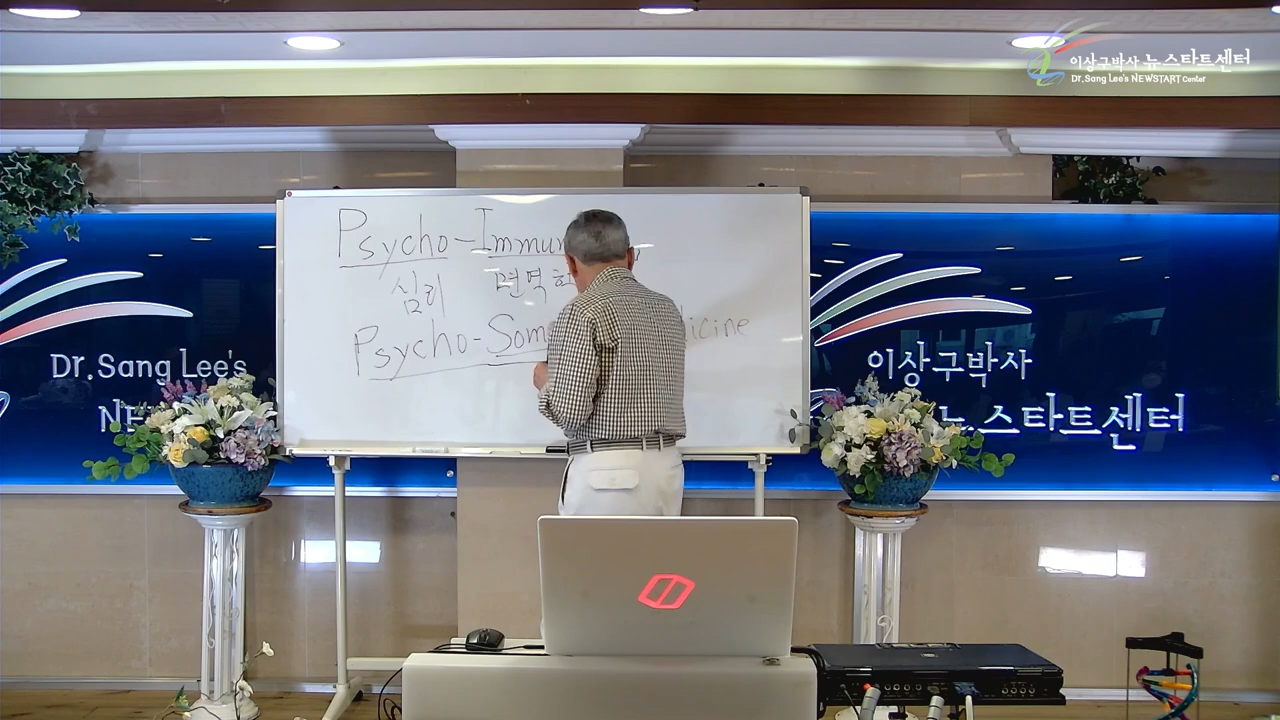 이상구박사 뉴스타트센터
Dr.Sang Lee's NEWSTART Center
Psycho-Immun
심리 면역학
Psycho-Som dicine
Dr.Sang Lee's
이상구박사
뉴스타트센터